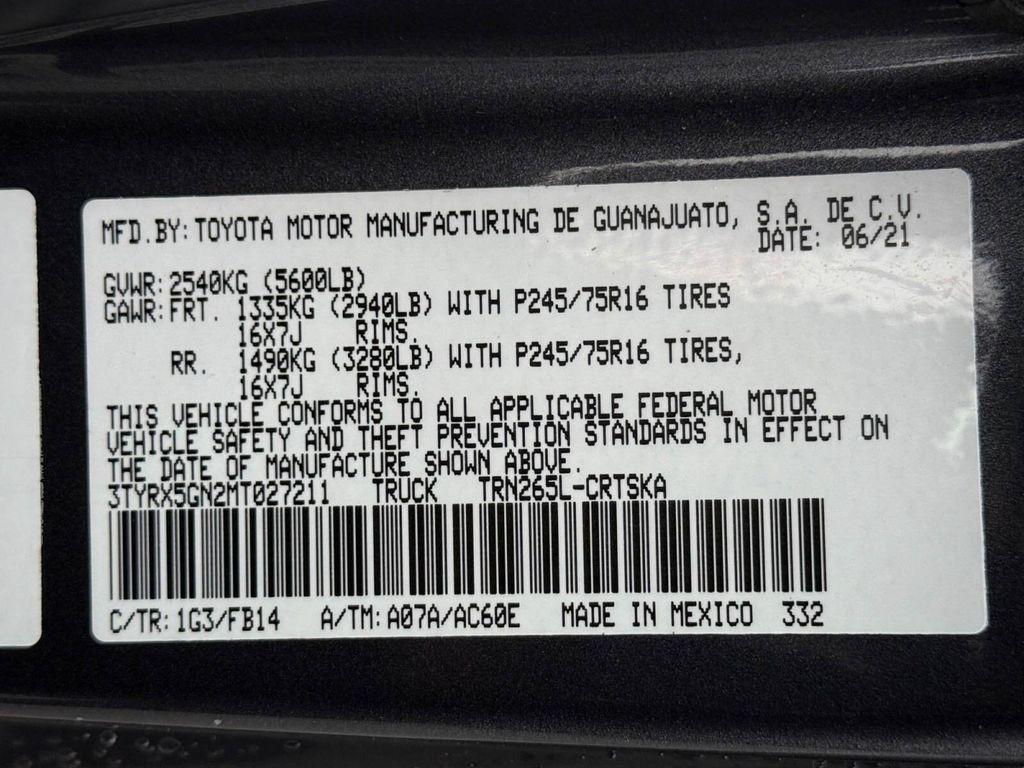 MFD.BY: TOYOTA MOTOR MANUFACTURING DE GUANAJUATO, S.A. DE C.V.
DATE: 06/21
GVWR: 2540KG (5600LB)
GAWR: FRT. 1335KG (2940LB) WITH P245/75R16 TIRES
16X7J RIMS.
RR. 1490KG (3280LB) WITH P245/75R16 TIRES,
16X7J RIMS.
THIS VEHICLE CONFORMS TO ALL APPLICABLE FEDERAL MOTOR
VEHICLE SAFETY AND THEFT PREVENTION STANDARDS IN EFFECT ON
THE DATE OF MANUFACTURE SHOWN ABOVE.
3TYRX5GN2MT027211 TRUCK TRN265L-CRTSKA
C/TR: 1G3/FB14 A/TM: A07A/AC60E MADE IN MEXICO 332